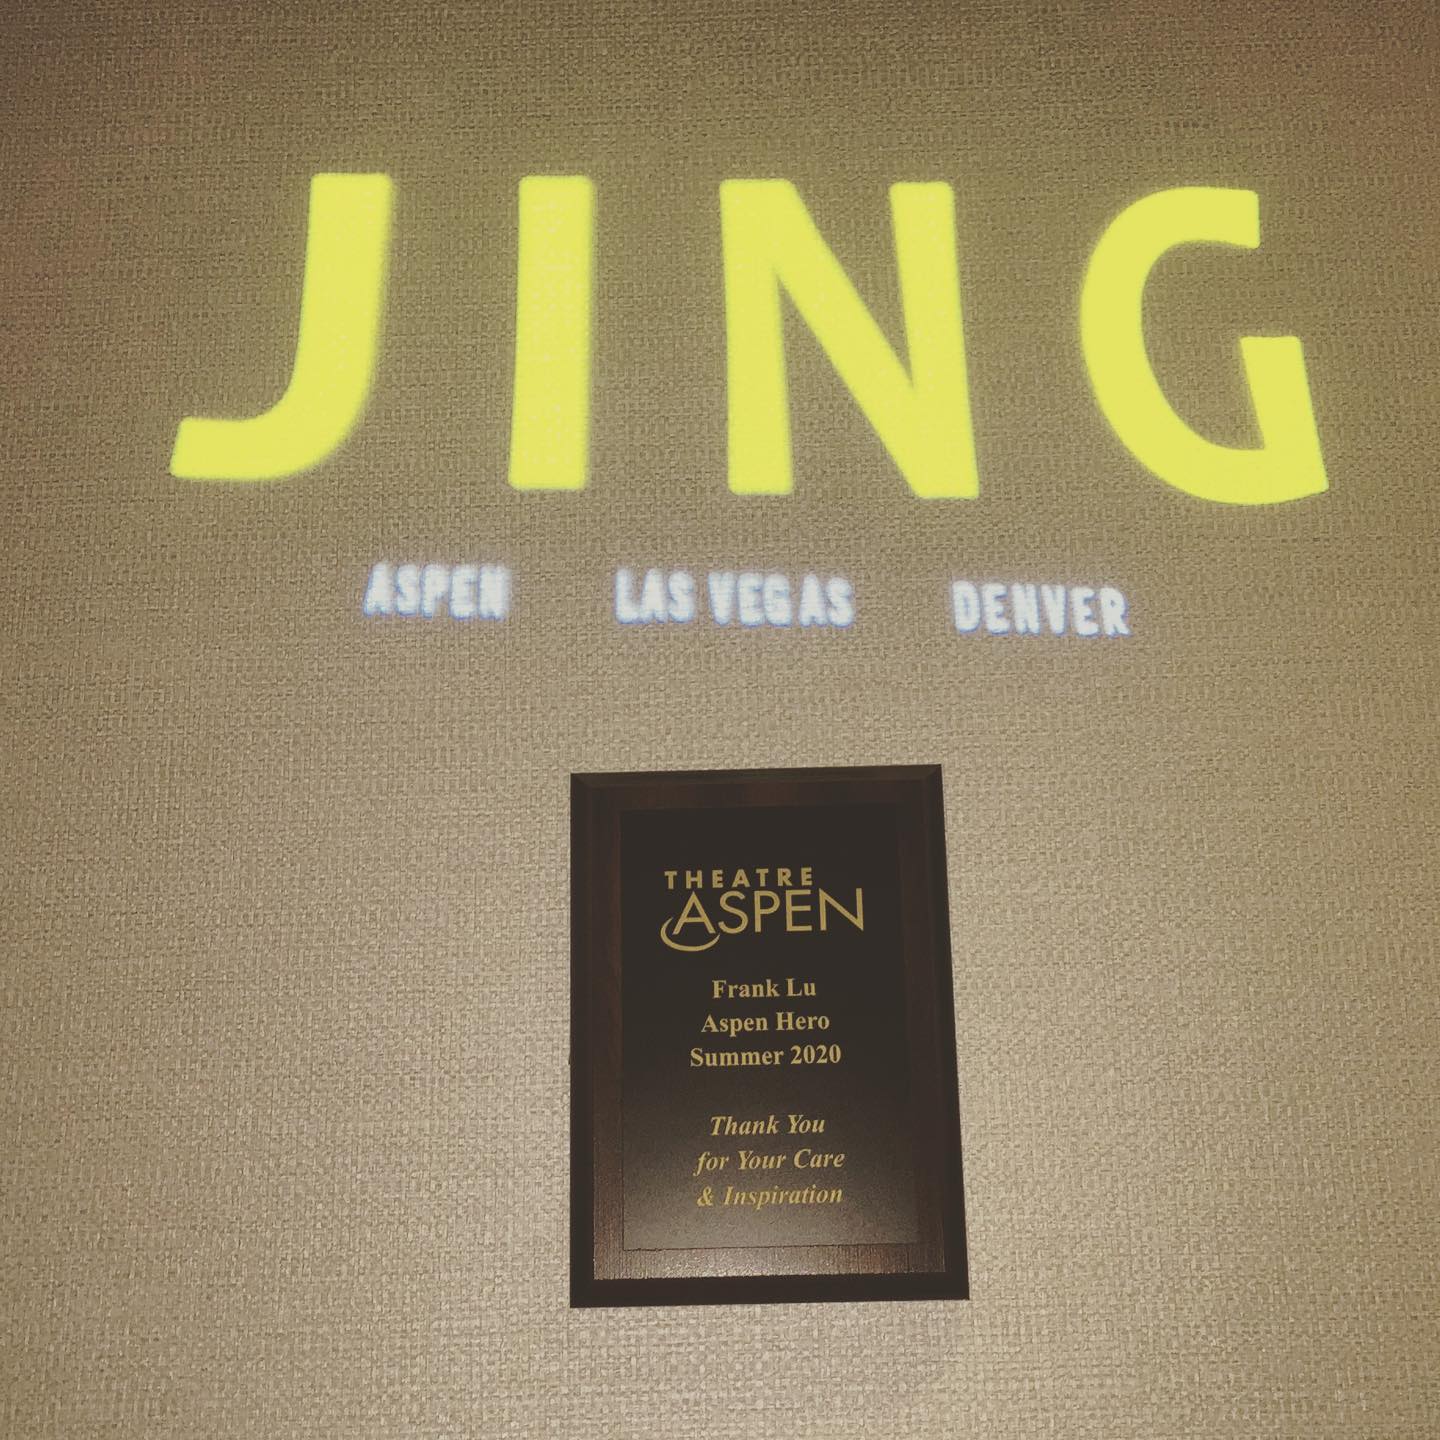 JING
ASPEN LAS VEGAS DENVER
THEATRE
ASPEN
Frank Lu
Aspen Hero
Summer 2020
Thank You
for Your Care
& Inspiration